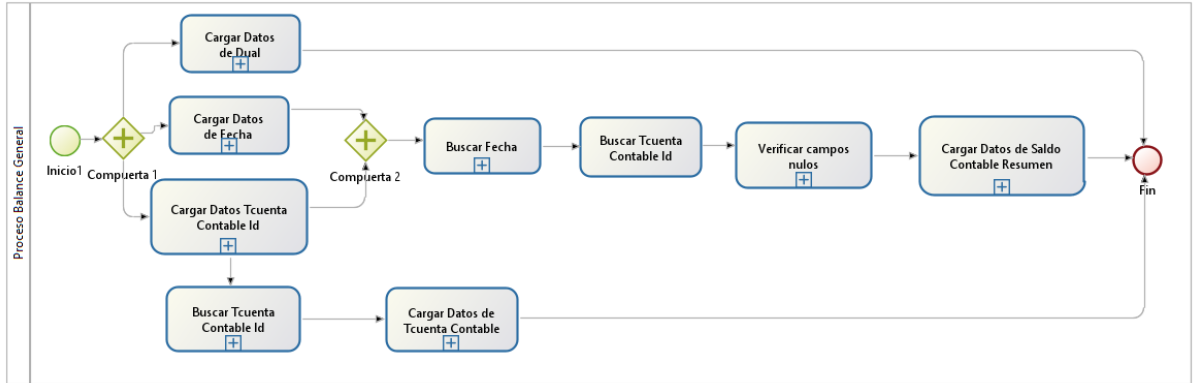 Proceso Balance General
Cargar Datos
de Dual
Cargar Datos
de Fecha
Inicio1
Compuerta 1
Cargar Datos Tcuenta
Contable Id
Compuerta 2
Buscar Fecha
Buscar Tcuenta
Contable Id
Verificar campos
nulos
Cargar Datos de Saldo
Contable Resumen
Fin
Buscar Tcuenta
Contable Id
Cargar Datos de
Tcuenta Contable